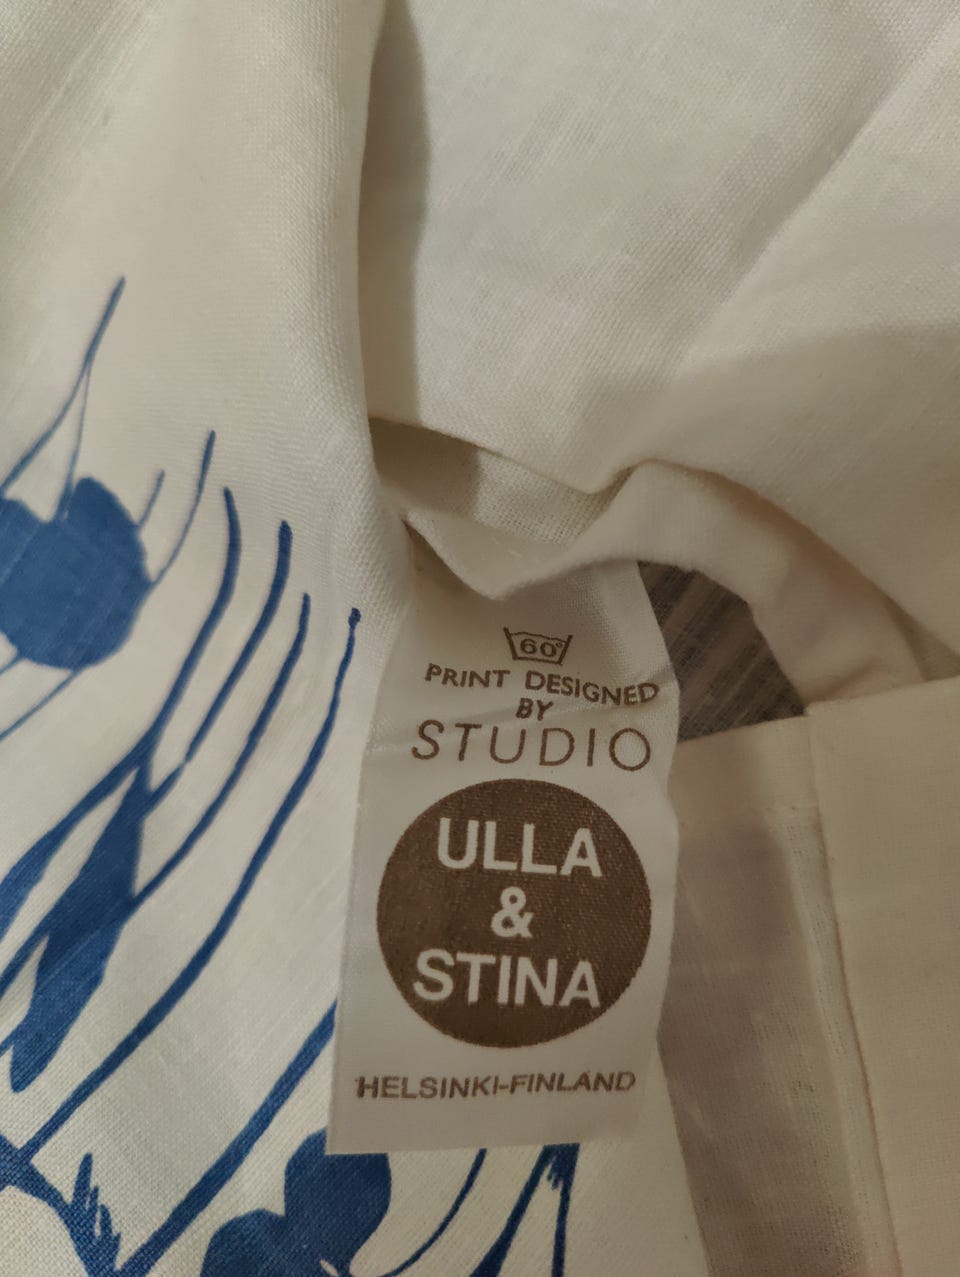 60°
PRINT DESIGNED
BY
STUDIO
ULLA
&
STINA
HELSINKI-FINLAND